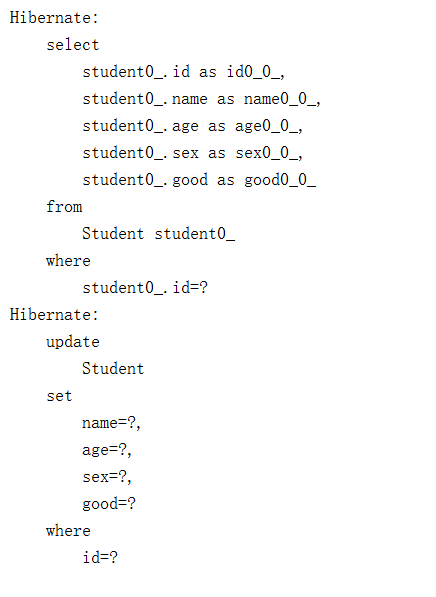 Hibernate:
    select
        student0_.id as id0_0_,
        student0_.name as name0_0_,
        student0_.age as age0_0_,
        student0_.sex as sex0_0_,
        student0_.good as good0_0_
    from
        Student student0_
    where
        student0_.id=?
Hibernate:
    update
        Student
    set
        name=?,
        age=?,
        sex=?,
        good=?
    where
        id=?